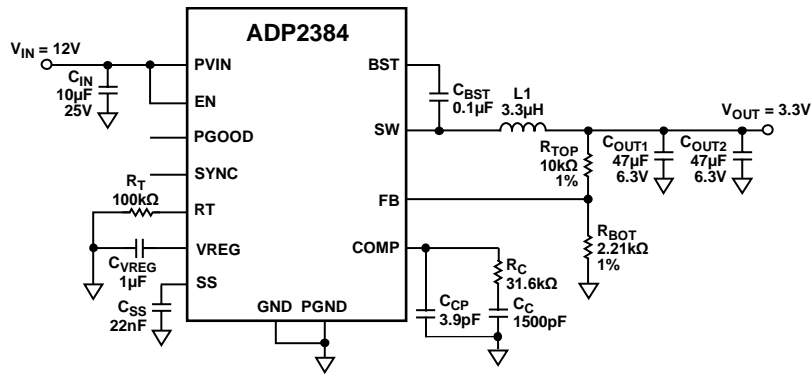 ADP2384
V_IN = 12V
C_IN
10µF
25V
PVIN
EN
PGOOD
SYNC
R_T
100kΩ
RT
VREG
C_VREG
1µF
SS
C_SS
22nF
GND PGND
BST
C_BST
0.1µF
L1
3.3µH
SW
V_OUT = 3.3V
R_TOP
10kΩ
1%
C_OUT1
47µF
6.3V
C_OUT2
47µF
6.3V
FB
R_BOT
2.21kΩ
1%
COMP
R_C
31.6kΩ
C_CP
3.9pF
C_C
1500pF